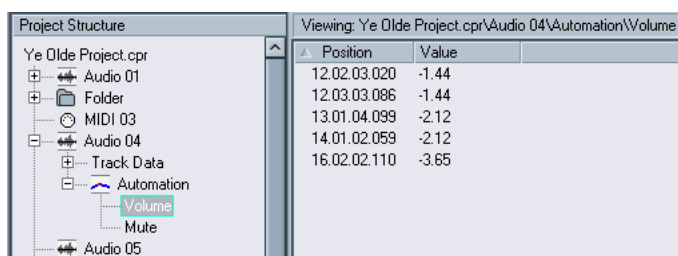 Project Structure
Ye Olde Project.cpr
Audio 01
Folder
MIDI 03
Audio 04
Track Data
Automation
Volume
Mute
Audio 05
Viewing: Ye Olde Project.cpr\Audio 04\Automation\Volume
Position Value
12.02.03.020 -1.44
12.03.03.086 -1.44
13.01.04.099 -2.12
14.01.02.059 -2.12
16.02.02.110 -3.65